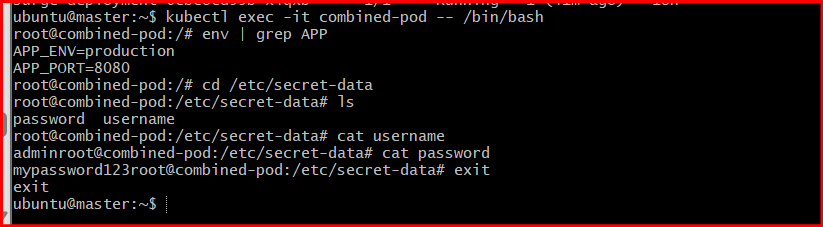 ubuntu@master:~$ kubectl exec -it combined-pod -- /bin/bash
root@combined-pod:/# env | grep APP
APP_ENV=production
APP_PORT=8080
root@combined-pod:/# cd /etc/secret-data
root@combined-pod:/etc/secret-data# ls
password  username
root@combined-pod:/etc/secret-data# cat username
adminroot@combined-pod:/etc/secret-data# cat password
mypassword123root@combined-pod:/etc/secret-data# exit
exit
ubuntu@master:~$